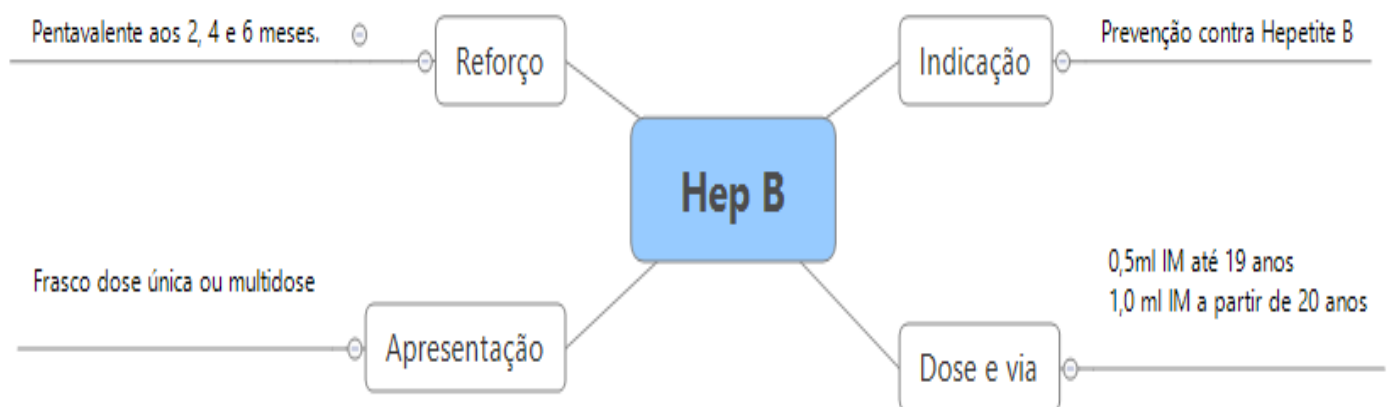 Pentavalente aos 2, 4 e 6 meses.
Reforço
Indicação
Prevenção contra Hepetite B
Hep B
Frasco dose única ou multidose
Apresentação
0,5ml IM até 19 anos
1,0 ml IM a partir de 20 anos
Dose e via